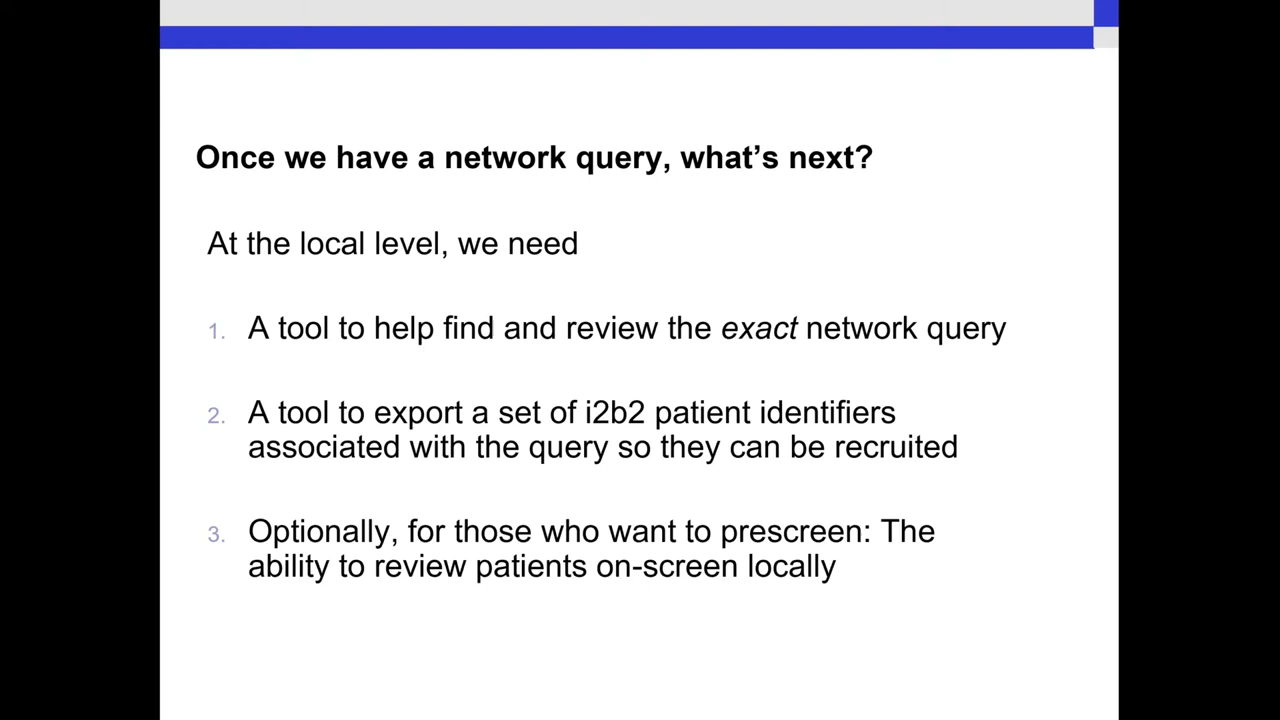 Once we have a network query, what’s next?
At the local level, we need
1. A tool to help find and review the exact network query
2. A tool to export a set of i2b2 patient identifiers
associated with the query so they can be recruited
3. Optionally, for those who want to prescreen: The
ability to review patients on-screen locally